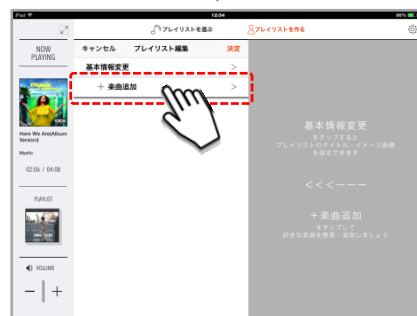 iPad
12:34
66%
プレイリストを選ぶ
プレイリストを作る
NOW
PLAYING
キャンセル
プレイリスト編集
決定
基本情報変更
>
+ 楽曲追加
>
Here We Are(Album
Version)
Mystic
02:06 / 04:08
PLAYLIST
VOLUME
− | +
基本情報変更
をタップすると
プレイリストのタイトル・イメージ画像
を設定できます
<<<---
+ 楽曲追加
をタップして
好きな楽曲を検索・追加しましょう